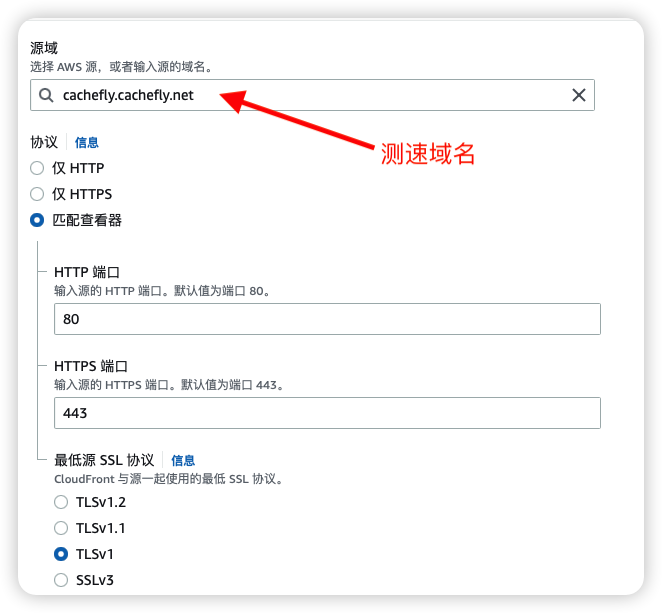 源域
选择 AWS 源，或者输入源的域名。
cachefly.cachefly.net
测速域名
协议 信息
仅 HTTP
仅 HTTPS
匹配查看器
HTTP 端口
输入源的 HTTP 端口。默认值为端口 80。
80
HTTPS 端口
输入源的 HTTPS 端口。默认值为端口 443。
443
最低源 SSL 协议 信息
CloudFront 与源一起使用的最低 SSL 协议。
TLSv1.2
TLSv1.1
TLSv1
SSLv3